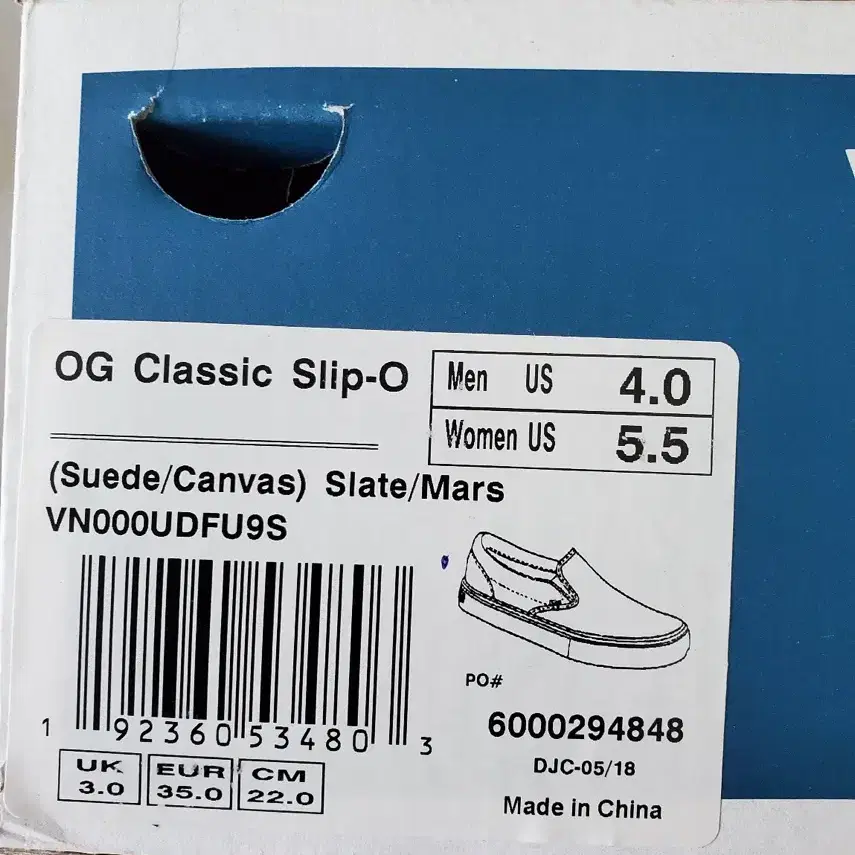 OG Classic Slip-O
Men US 4.0
Women US 5.5
(Suede/Canvas) Slate/Mars
VN000UDFU9S
PO#
6000294848
DJC-05/18
Made in China
1 92360 53480 3
UK 3.0
EUR 35.0
CM 22.0